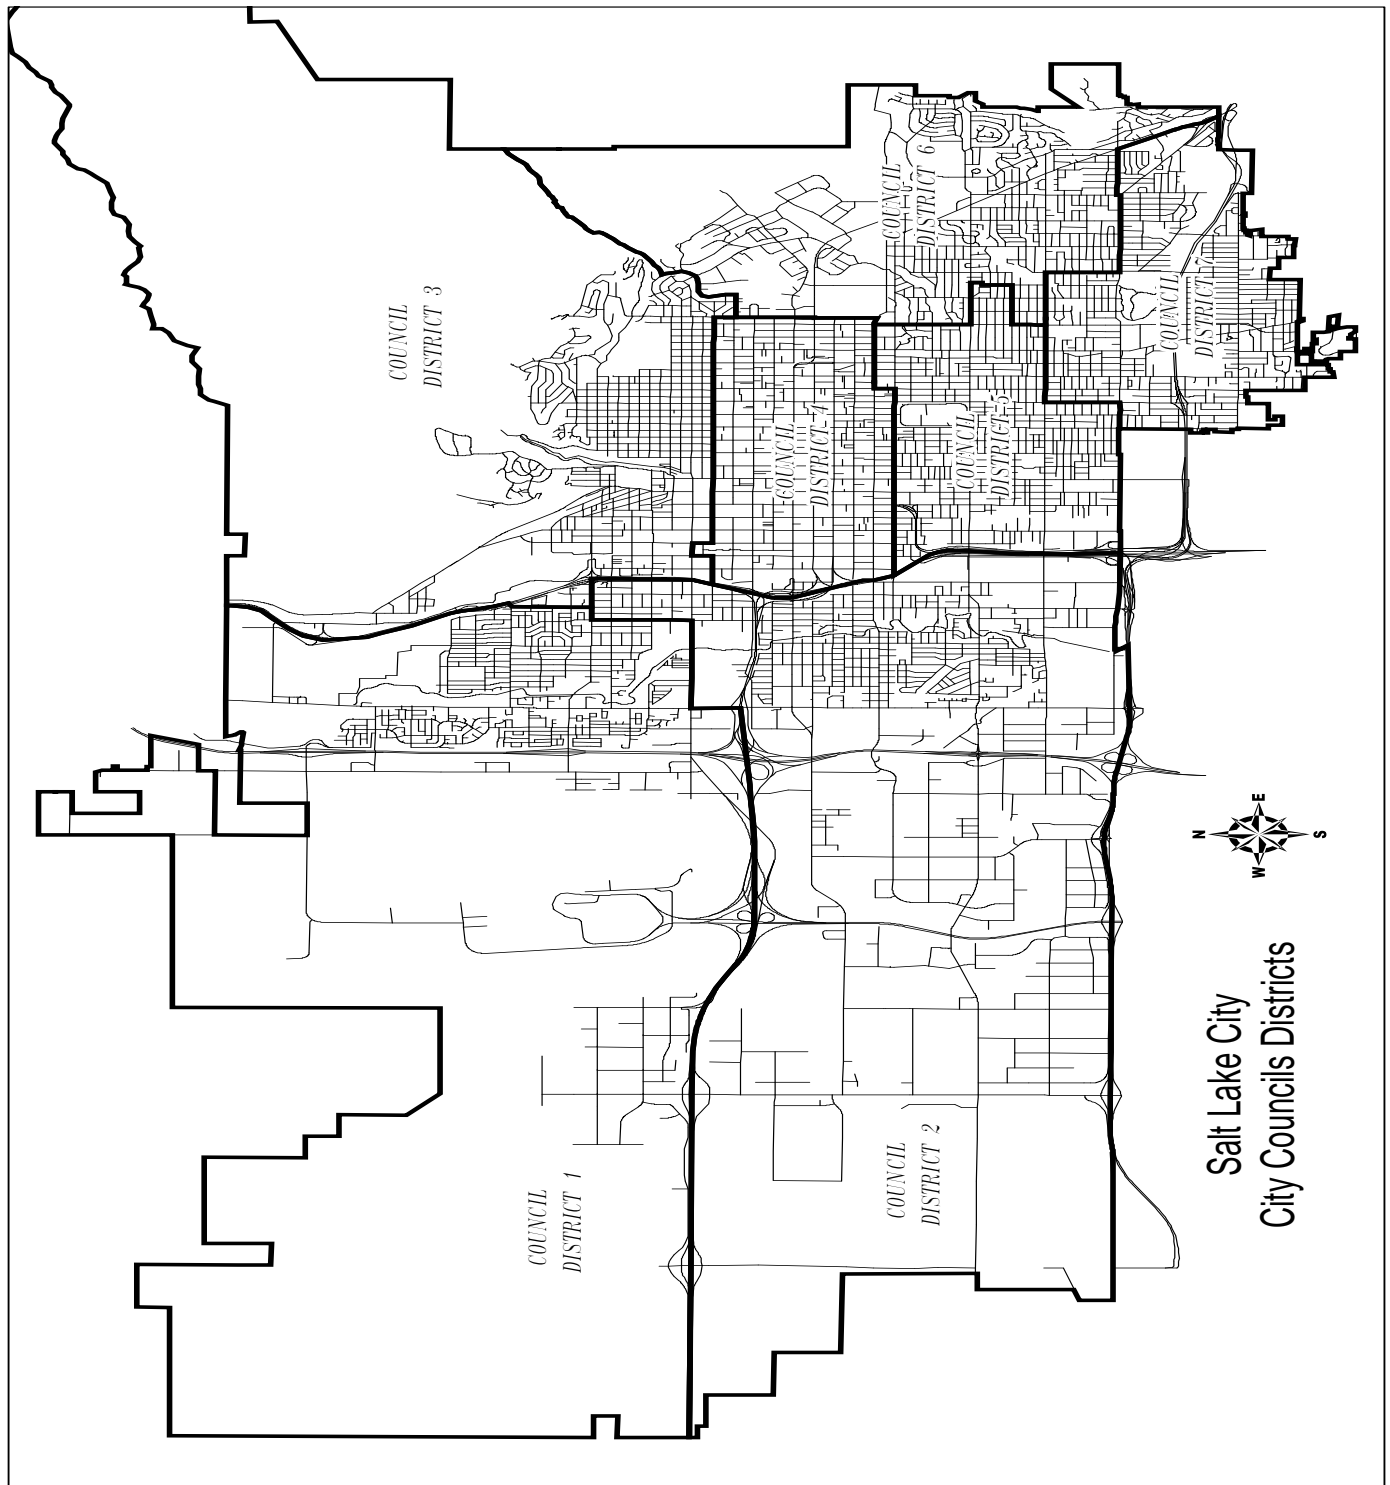 COUNCIL
DISTRICT 3
COUNCIL
DISTRICT 6
COUNCIL
DISTRICT 7
COUNCIL
DISTRICT 4
COUNCIL
DISTRICT 5
COUNCIL
DISTRICT 1
COUNCIL
DISTRICT 2
N
E
W
S
Salt Lake City
City Councils Districts